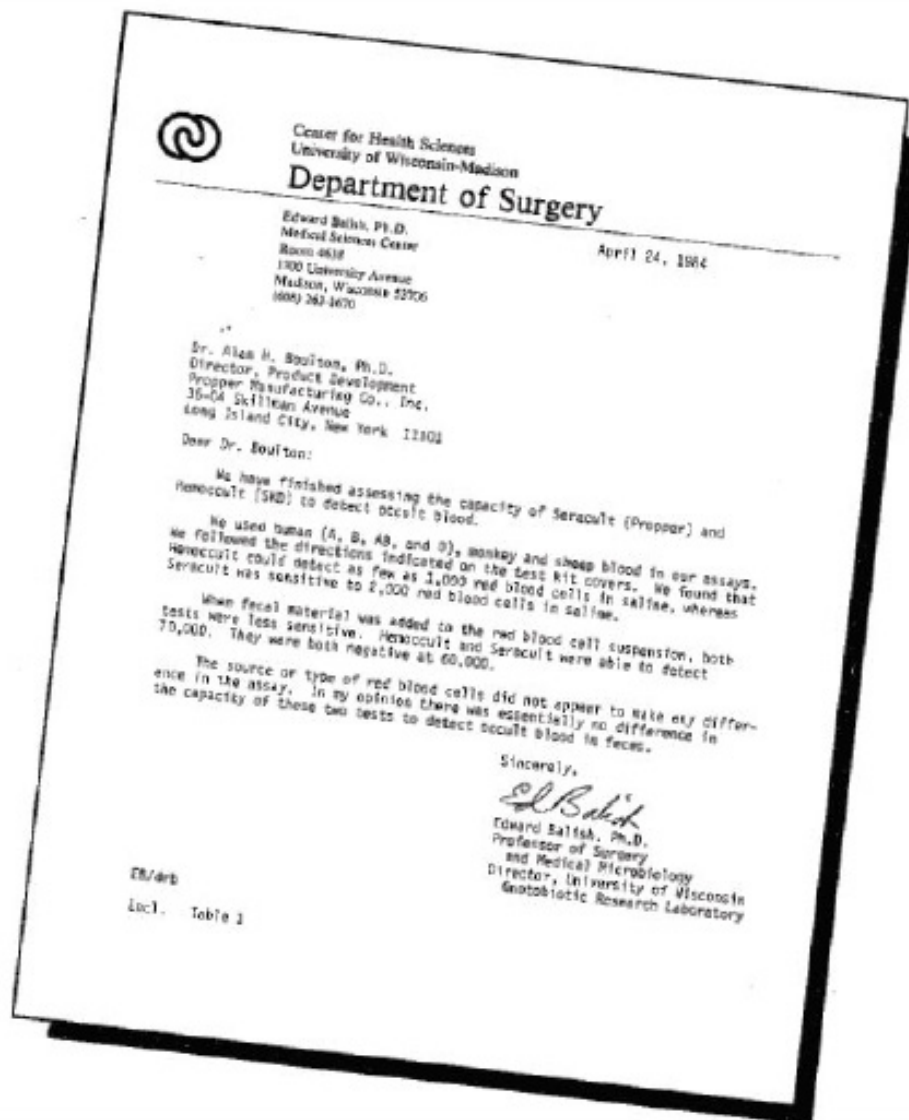 Center for Health Sciences
University of Wisconsin-Madison
Department of Surgery
Edward Balish, Ph.D.
Medical Sciences Center
Room 4638
1300 University Avenue
Madison, Wisconsin 53706
(608) 263-1670
April 24, 1984
Dr. Alan H. Boulton, Ph.D.
Director, Product Development
Propper Manufacturing Co., Inc.
36-04 Skillman Avenue
Long Island City, New York 11101
Dear Dr. Boulton:
We have finished assessing the capacity of Seracult (Propper) and
Hemoccult (SKD) to detect occult blood.
We used human (A, B, AB, and O), monkey and sheep blood in our assays.
We followed the directions indicated on the test kit covers. We found that
Hemoccult could detect as few as 1,000 red blood cells in saline, whereas
Seracult was sensitive to 2,000 red blood cells in saline.
When fecal material was added to the red blood cell suspension, both
tests were less sensitive. Hemoccult and Seracult were able to detect
70,000. They were both negative at 60,000.
The source or type of red blood cells did not appear to make any differ-
ence in the assay. In my opinion there was essentially no difference in
the capacity of these two tests to detect occult blood in feces.
Sincerely,
Ed Balish
Edward Balish, Ph.D.
Professor of Surgery
and Medical Microbiology
Director, University of Wisconsin
Gnotobiotic Research Laboratory
EB/arb
Encl. Table 1